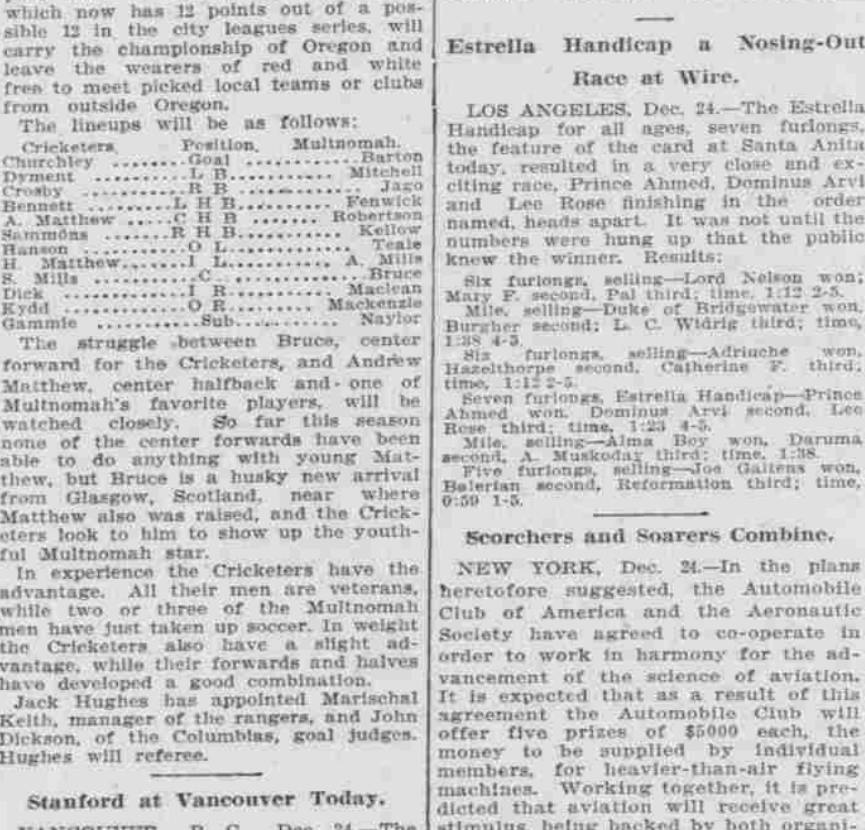 which now has 12 points out of a pos-
sible 12 in the city leagues series, will
carry the championship of Oregon and
leave the wearers of red and white
free to meet picked local teams or clubs
from outside Oregon.
The lineups will be as follows:
Cricketers. Position. Multnomah.
Churchley ........Goal ............Barton
Dyment ..........L B........... Mitchell
Crosby ..........R B............. Jago
Bennett .........L H B.......... Fenwick
A. Matthew .....C H B ....... Robertson
Sammons ........R H B.......... Kellow
Hanson ..........O L............. Teale
H. Matthew.......I L.......... A. Mills
S. Mills ...........C..............Bruce
Dick .............I R........... Maclean
Kydd ............O R......... Mackenzie
Gammie ..........Sub........... Naylor
The struggle between Bruce, center
forward for the Cricketers, and Andrew
Matthew, center halfback and one of
Multnomah's favorite players, will be
watched closely. So far this season
none of the center forwards have been
able to do anything with young Mat-
thew, but Bruce is a husky new arrival
from Glasgow, Scotland, near where
Matthew also was raised, and the Crick-
eters look to him to show up the youth-
ful Multnomah star.
In experience the Cricketers have the
advantage. All their men are veterans,
while two or three of the Multnomah
men have just taken up soccer. In weight
the Cricketers also have a slight ad-
vantage, while their forwards and halves
have developed a good combination.
Jack Hughes has appointed Marischal
Keith, manager of the rangers, and John
Dickson, of the Columbias, goal judges.
Hughes will referee.
Stanford at Vancouver Today.
VANCOUVER, B. C., Dec. 24.—The
Estrella Handicap a Nosing-Out
Race at Wire.
LOS ANGELES, Dec. 24.—The Estrella
Handicap for all ages, seven furlongs,
the feature of the card at Santa Anita
today, resulted in a very close and ex-
citing race, Prince Ahmed, Dominus Arvi
and Lee Rose finishing in the order
named, heads apart. It was not until the
numbers were hung up that the public
knew the winner. Results:
Six furlongs, selling—Lord Nelson won,
Mary F. second, Pal third; time, 1:12 2-5.
Mile, selling—Duke of Bridgewater won,
Burgher second; L. C. Widrig third; time,
1:38 4-5.
Six furlongs, selling—Adriuche won,
Hazelthorpe second, Catherine F. third;
time, 1:12 2-5.
Seven furlongs, Estrella Handicap—Prince
Ahmed won, Dominus Arvi second, Lee
Rose third; time, 1:23 4-5.
Mile, selling—Alma Boy won, Daruma
second, A. Muskoday third; time, 1:38.
Five furlongs, selling—Joe Gaitens won,
Belerian second, Reformation third; time,
0:59 1-5.
Scorchers and Soarers Combine.
NEW YORK, Dec. 24.—In the plans
heretofore suggested, the Automobile
Club of America and the Aeronautic
Society have agreed to co-operate in
order to work in harmony for the ad-
vancement of the science of aviation.
It is expected that as a result of this
agreement the Automobile Club will
offer five prizes of $5000 each, the
money to be supplied by individual
members, for heavier-than-air flying
machines. Working together, it is pre-
dicted that aviation will receive great
stimulus, being backed by both organi-